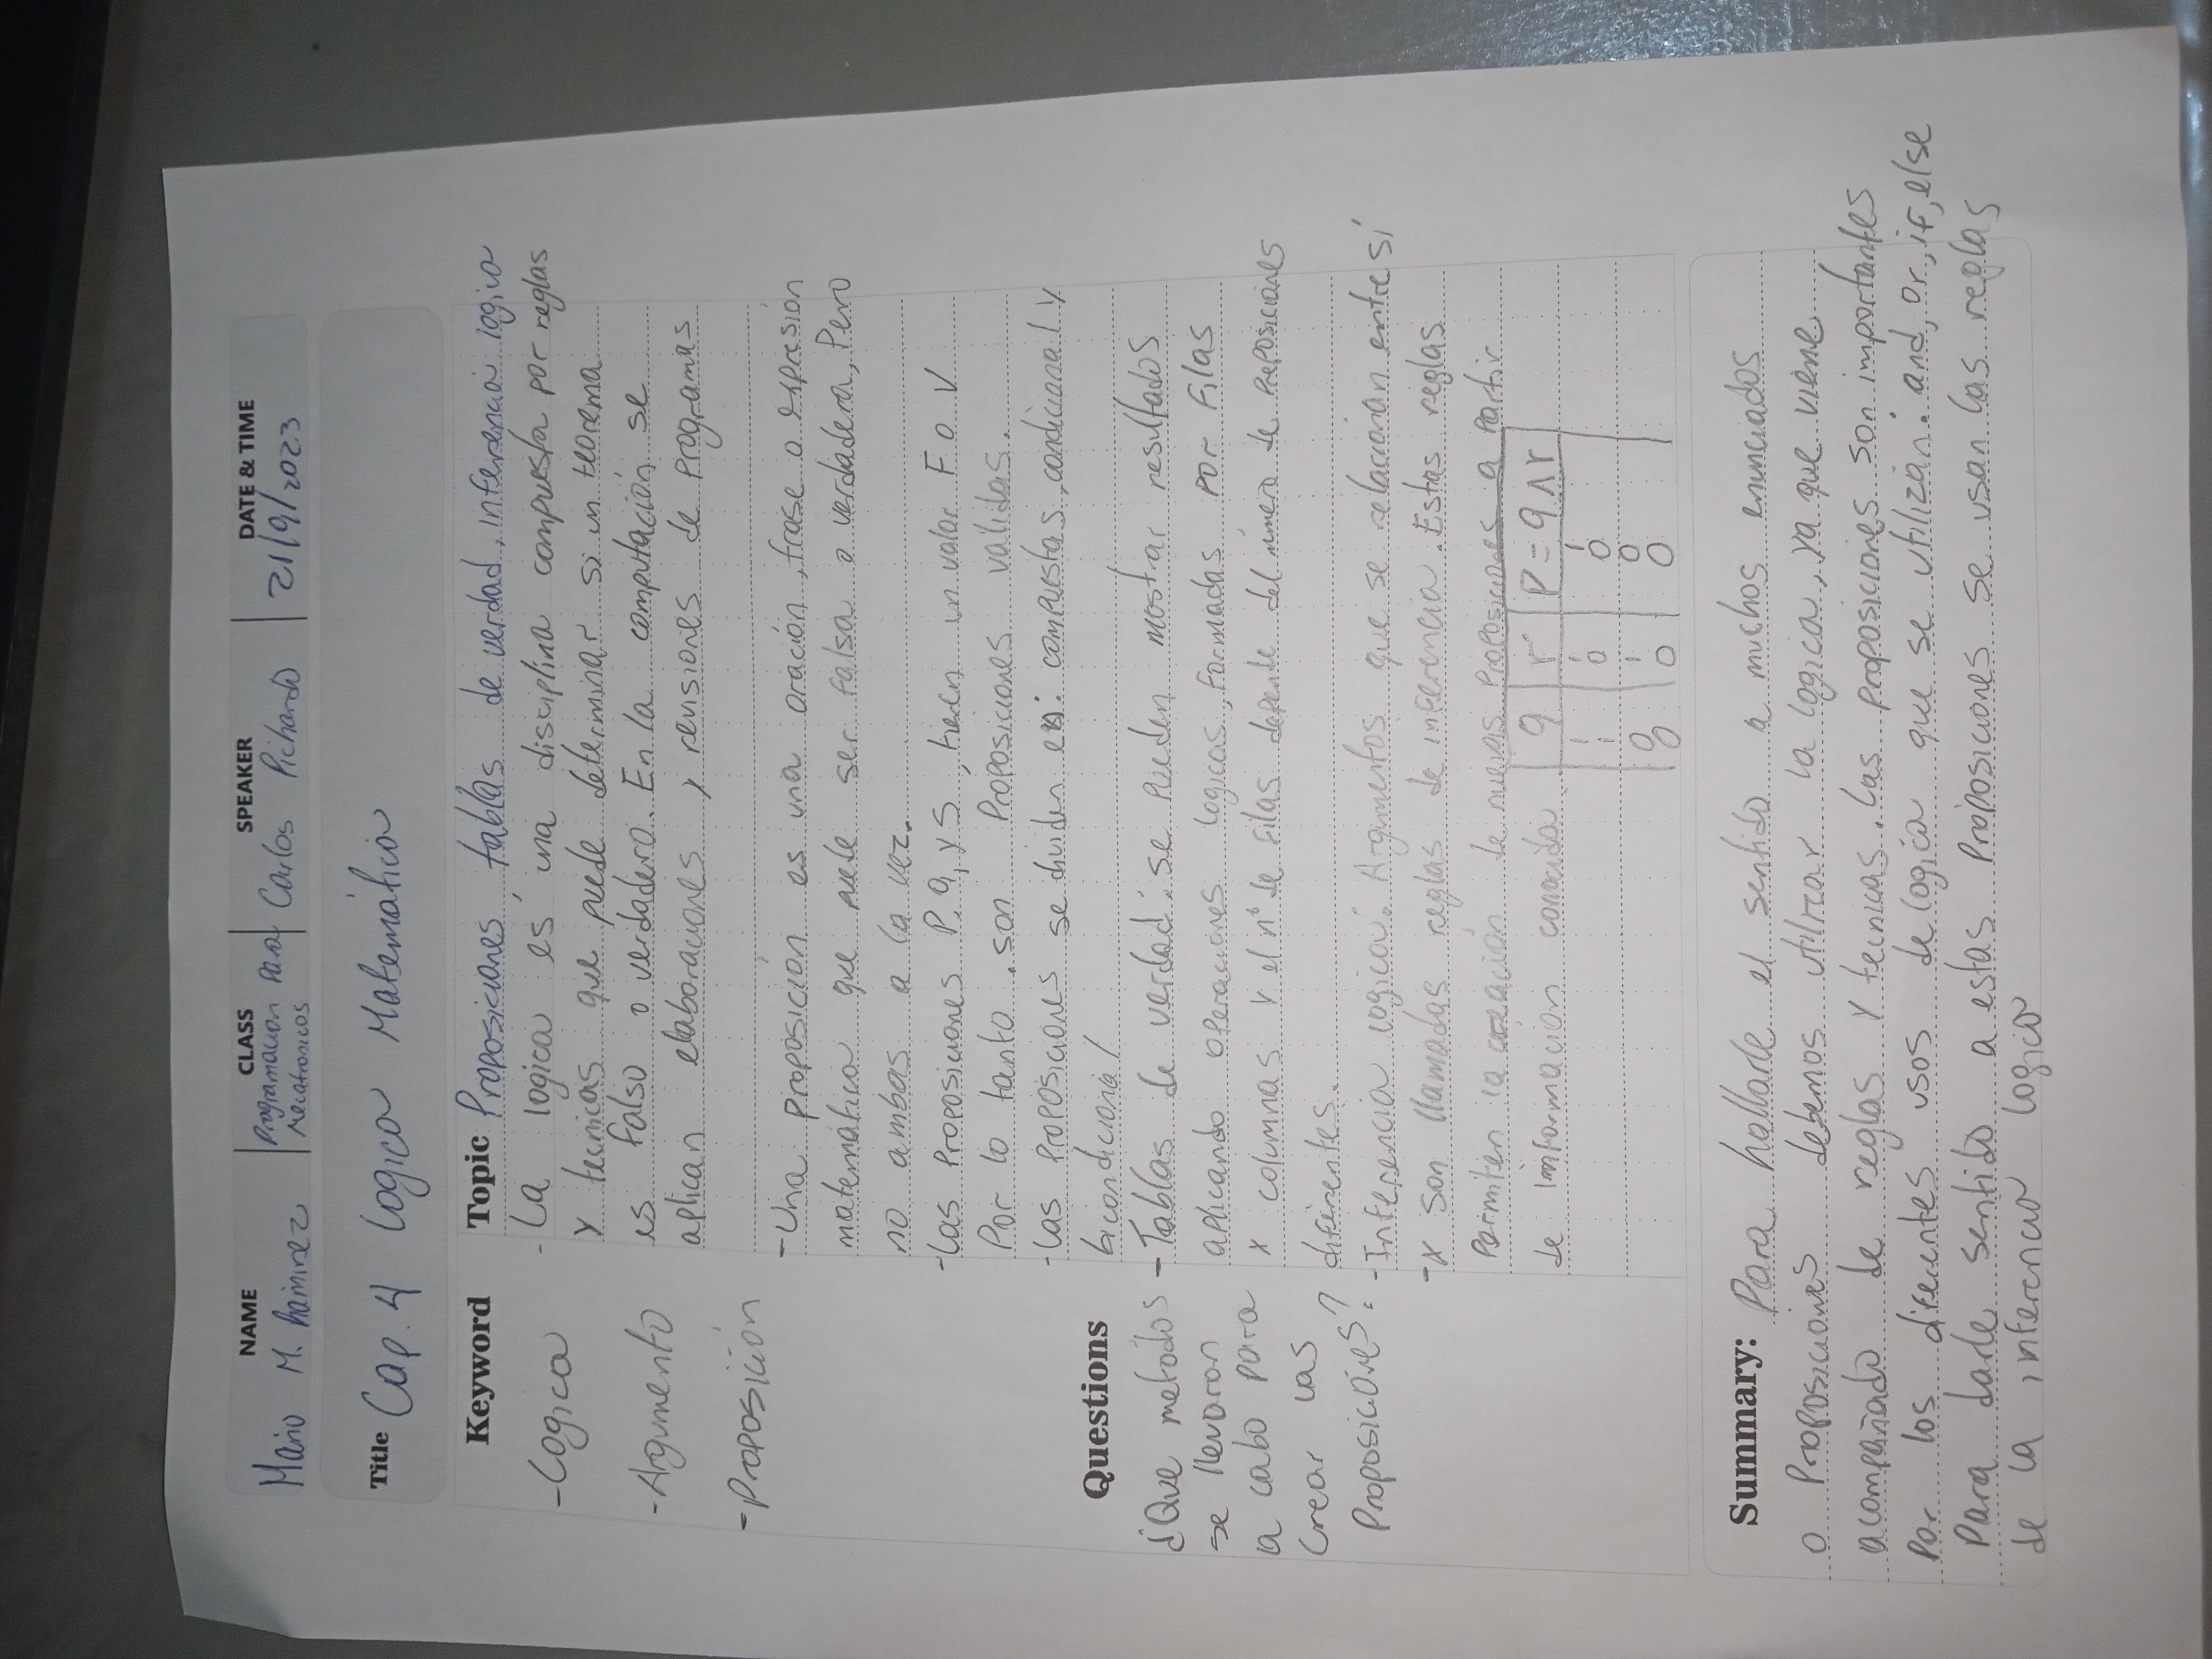 NAME CLASS SPEAKER DATE & TIME
Mario M. Ramirez Programacion para Mecatronicos Carlos Pichardo 21/9/2023
Title Cap. 4 Logica Matemática
Keyword
-Logica
-Argumento
-Proposición
Topic Proposiciones, tablas de verdad, inferencia logica
- La logica es una disciplina compuesta por reglas
y tecnicas que puede determinar si un teorema
es falso o verdadero. En la computación se
aplican elaboraciones y revisiones de programas
-Una proposición es una oración, frase o expresión
matemática que puede ser falsa o verdadera, Pero
no ambas a la vez.
-Las Proposiciones P, q, y s, tienen un valor F o V
Por lo tanto, son Proposiciones válidas.
-Las Proposiciones se dividen en: compuestas, condicional y
bicondicional
-Tablas de verdad: se pueden mostrar resultados
aplicando operaciones logicas, formadas por filas
y columnas y el n° de filas depende del número de preposiciones
diferentes.
-Inferencia logica: Argumentos que se relacionan entre sí
-y son llamadas reglas de inferencia. Estas reglas
Permiten la creación de nuevas proposiciones a partir
de información conocida
q r P = q ∧ r
1 1 1
1 0 0
0 1 0
0 0 0
Questions
¿Que metodos
se llevaron
a cabo para
crear las
Proposiciones?
Summary: Para hallarle el sentido a muchos enunciados
o Proposiciones debemos utilizar la logica, ya que viene
acompañado de reglas y tecnicas. Las proposiciones son importantes
por los diferentes usos de logica que se utilizan: and, or, if, else
Para darle sentido a estas Proposiciones se usan las reglas
de la inferencia logica